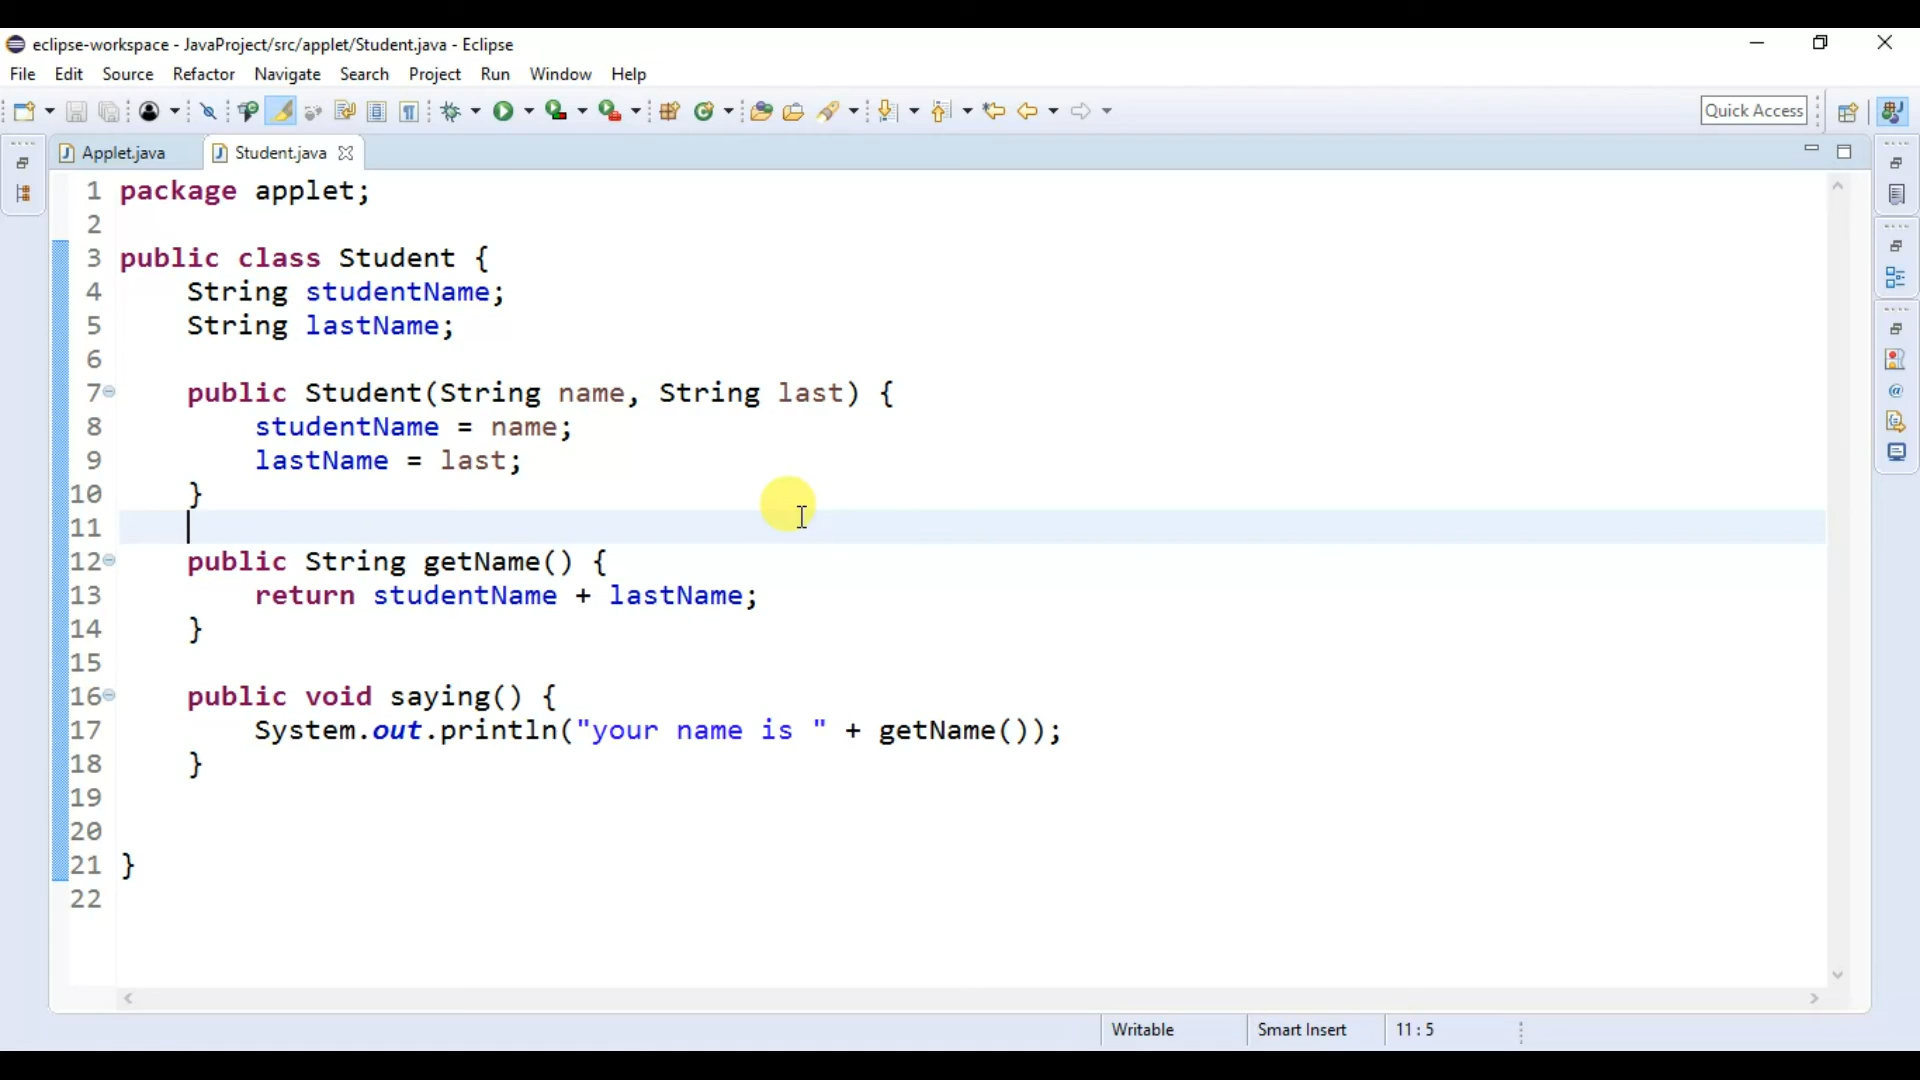 eclipse-workspace - JavaProject/src/applet/Student.java - Eclipse
File Edit Source Refactor Navigate Search Project Run Window Help
Quick Access
Applet.java Student.java
1 package applet;
2
3 public class Student {
4     String studentName;
5     String lastName;
6
7     public Student(String name, String last) {
8         studentName = name;
9         lastName = last;
10     }
11
12     public String getName() {
13         return studentName + lastName;
14     }
15
16     public void saying() {
17         System.out.println("your name is " + getName());
18     }
19
20
21 }
22
Writable Smart Insert 11 : 5